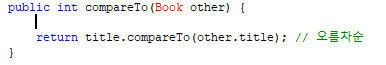 public int compareTo(Book other) {
return title.compareTo(other.title); // 오름차순
}